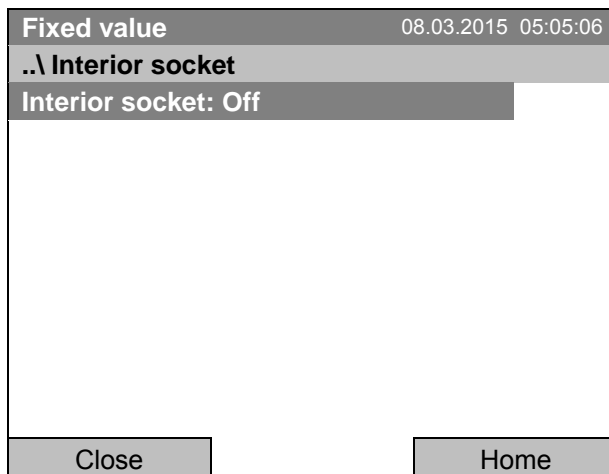 Fixed value 08.03.2015 05:05:06
..\ Interior socket
Interior socket: Off
Close Home